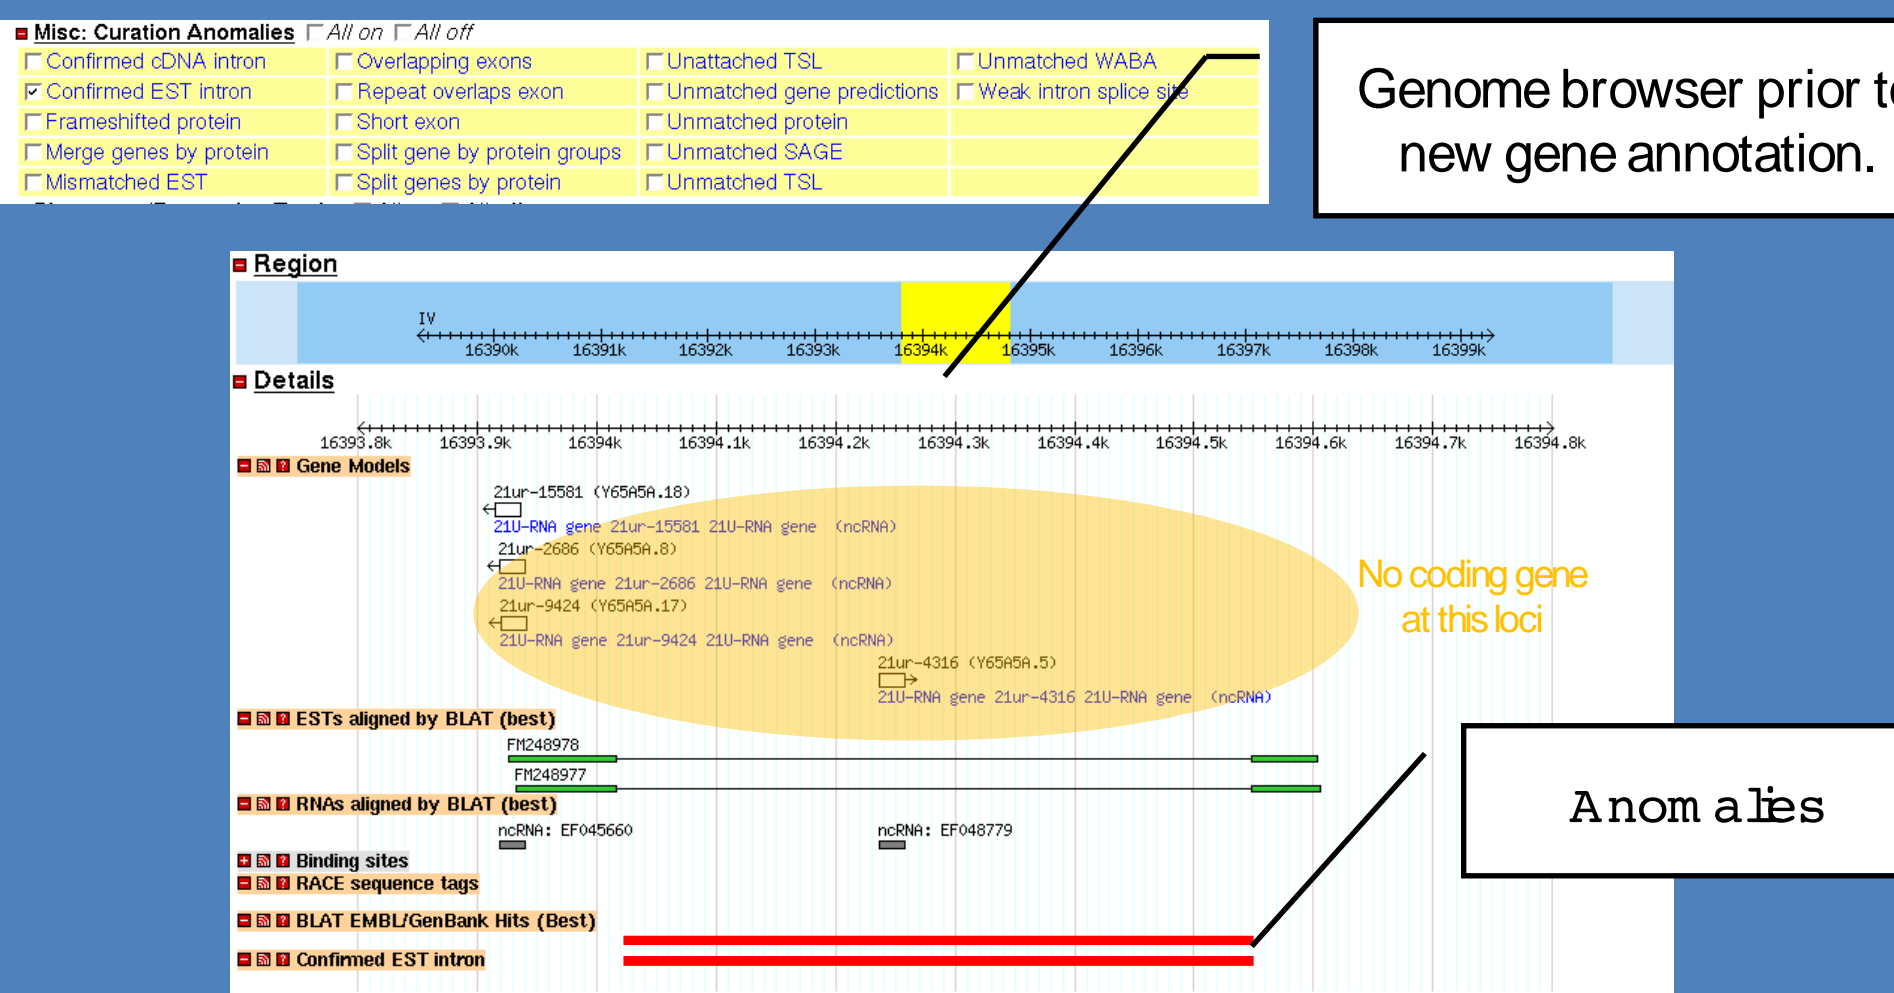 Misc: Curation Anomalies All on All off
Confirmed cDNA intron Overlapping exons Unattached TSL Unmatched WABA
Confirmed EST intron Repeat overlaps exon Unmatched gene predictions Weak intron splice site
Frameshifted protein Short exon Unmatched protein
Merge genes by protein Split gene by protein groups Unmatched SAGE
Mismatched EST Split genes by protein Unmatched TSL
Genome browser prior to
new gene annotation.
Region
IV
16390k 16391k 16392k 16393k 16394k 16395k 16396k 16397k 16398k 16399k
Details
16393.8k 16393.9k 16394k 16394.1k 16394.2k 16394.3k 16394.4k 16394.5k 16394.6k 16394.7k 16394.8k
Gene Models
21ur-15581 (Y65A5A.18)
21U-RNA gene 21ur-15581 21U-RNA gene (ncRNA)
21ur-2686 (Y65A5A.8)
21U-RNA gene 21ur-2686 21U-RNA gene (ncRNA)
21ur-9424 (Y65A5A.17)
21U-RNA gene 21ur-9424 21U-RNA gene (ncRNA)
No coding gene
at this loci
21ur-4316 (Y65A5A.5)
21U-RNA gene 21ur-4316 21U-RNA gene (ncRNA)
ESTs aligned by BLAT (best)
FM248978
FM248977
RNAs aligned by BLAT (best)
ncRNA: EF045660 ncRNA: EF048779
Anomalies
Binding sites
RACE sequence tags
BLAT EMBL/GenBank Hits (Best)
Confirmed EST intron